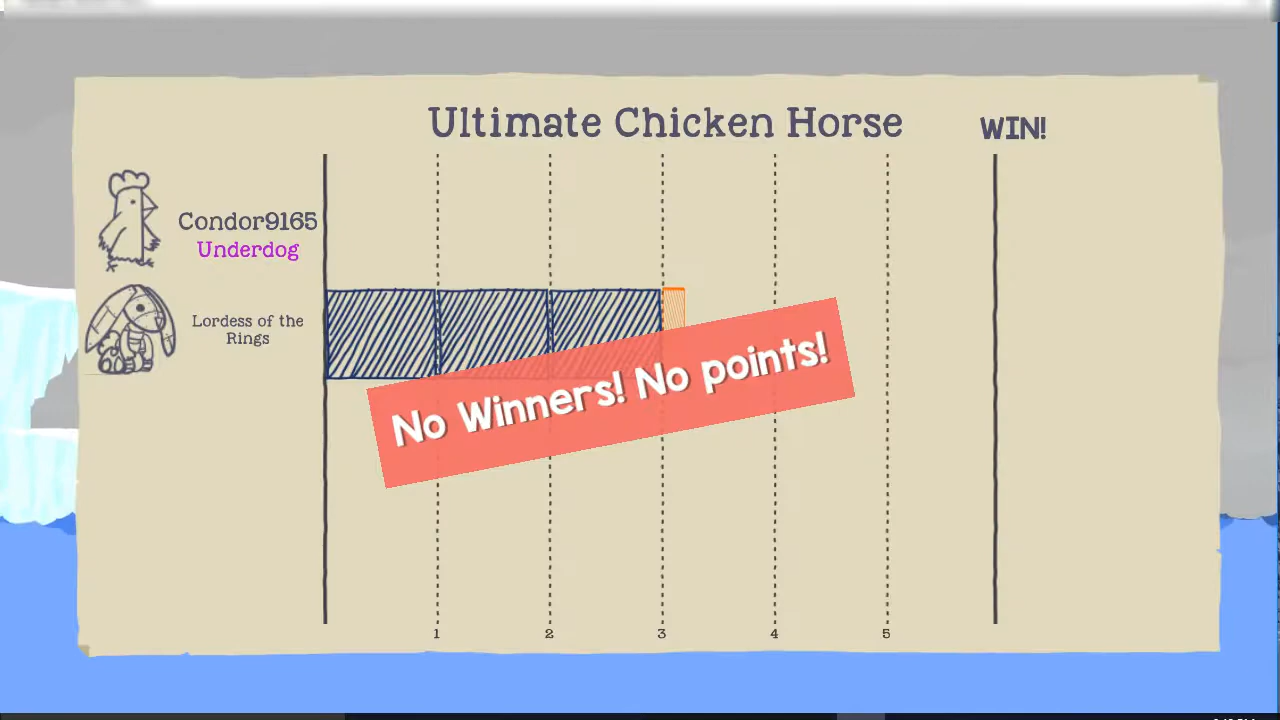 Ultimate Chicken Horse
WIN!
Condor9165
Underdog
Lordess of the
Rings
No Winners! No points!
1 2 3 4 5